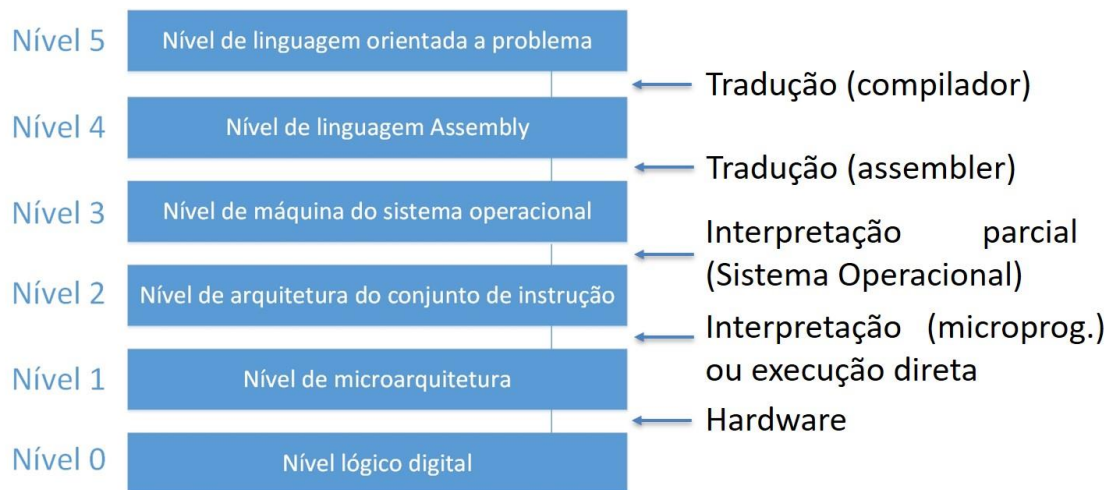 Nível 5
Nível de linguagem orientada a problema
Tradução (compilador)
Nível 4
Nível de linguagem Assembly
Tradução (assembler)
Nível 3
Nível de máquina do sistema operacional
Interpretação parcial
(Sistema Operacional)
Nível 2
Nível de arquitetura do conjunto de instrução
Interpretação (microprog.)
ou execução direta
Nível 1
Nível de microarquitetura
Hardware
Nível 0
Nível lógico digital